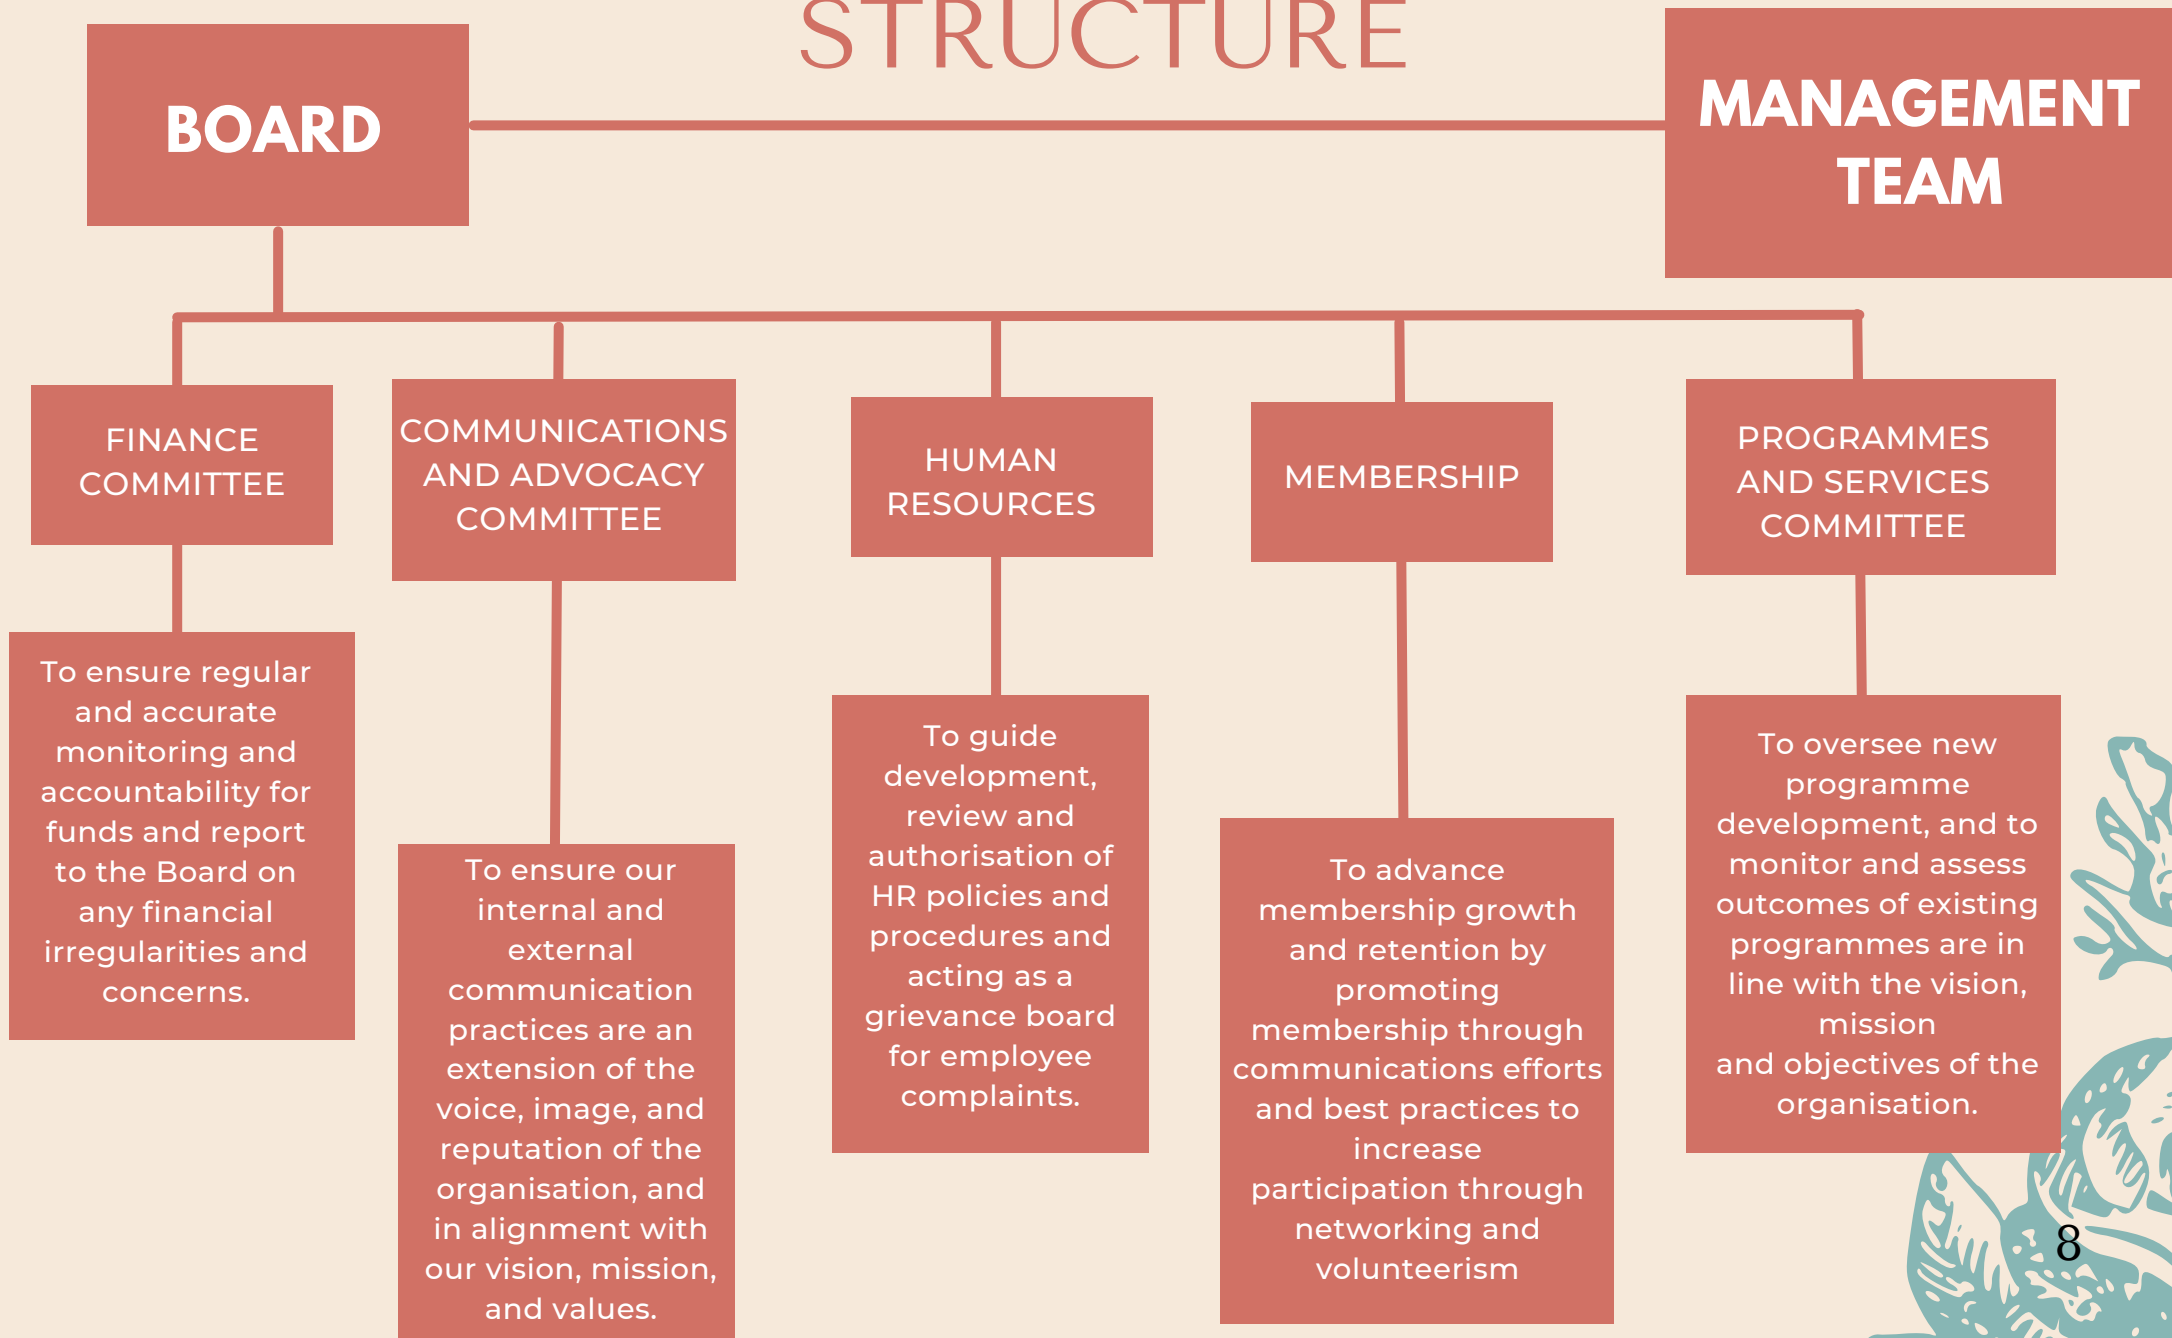 STRUCTURE
BOARD
MANAGEMENT
TEAM
FINANCE
COMMITTEE
COMMUNICATIONS
AND ADVOCACY
COMMITTEE
HUMAN
RESOURCES
MEMBERSHIP
PROGRAMMES
AND SERVICES
COMMITTEE
To ensure regular
and accurate
monitoring and
accountability for
funds and report
to the Board on
any financial
irregularities and
concerns.
To ensure our
internal and
external
communication
practices are an
extension of the
voice, image, and
reputation of the
organisation, and
in alignment with
our vision, mission,
and values.
To guide
development,
review and
authorisation of
HR policies and
procedures and
acting as a
grievance board
for employee
complaints.
To advance
membership growth
and retention by
promoting
membership through
communications efforts
and best practices to
increase
participation through
networking and
volunteerism
To oversee new
programme
development, and to
monitor and assess
outcomes of existing
programmes are in
line with the vision,
mission
and objectives of the
organisation.
8